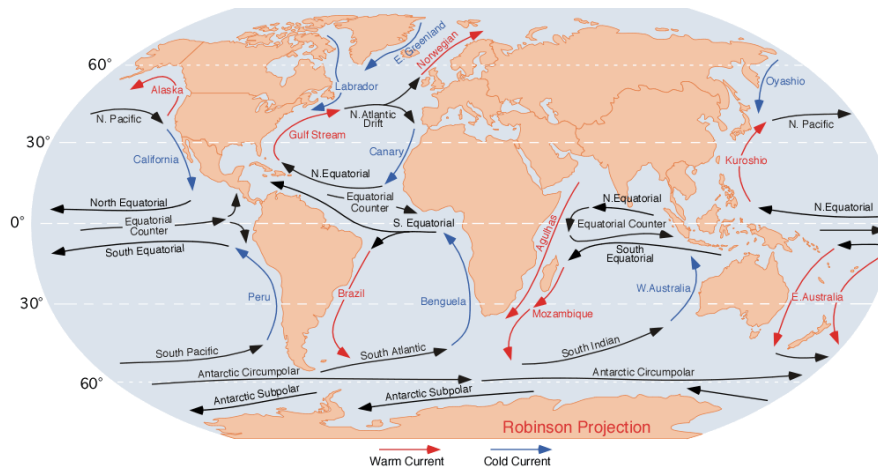 60°
30°
0°
30°
60°
E. Greenland
Norwegian
Labrador
Alaska
N. Pacific
N. Atlantic
Drift
Gulf Stream
California
Canary
N.Equatorial
North Equatorial
Equatorial
Counter
South Equatorial
Equatorial
Counter
S. Equatorial
Oyashio
N. Pacific
Kuroshio
N.Equatorial
N.Equatorial
Equatorial Counter
South
Equatorial
Agulhas
Mozambique
W.Australia
E.Australia
Peru
Brazil
Benguela
South Pacific
South Atlantic
South Indian
Antarctic Circumpolar
Antarctic Circumpolar
Antarctic Subpolar
Antarctic Subpolar
Robinson Projection
Warm Current
Cold Current